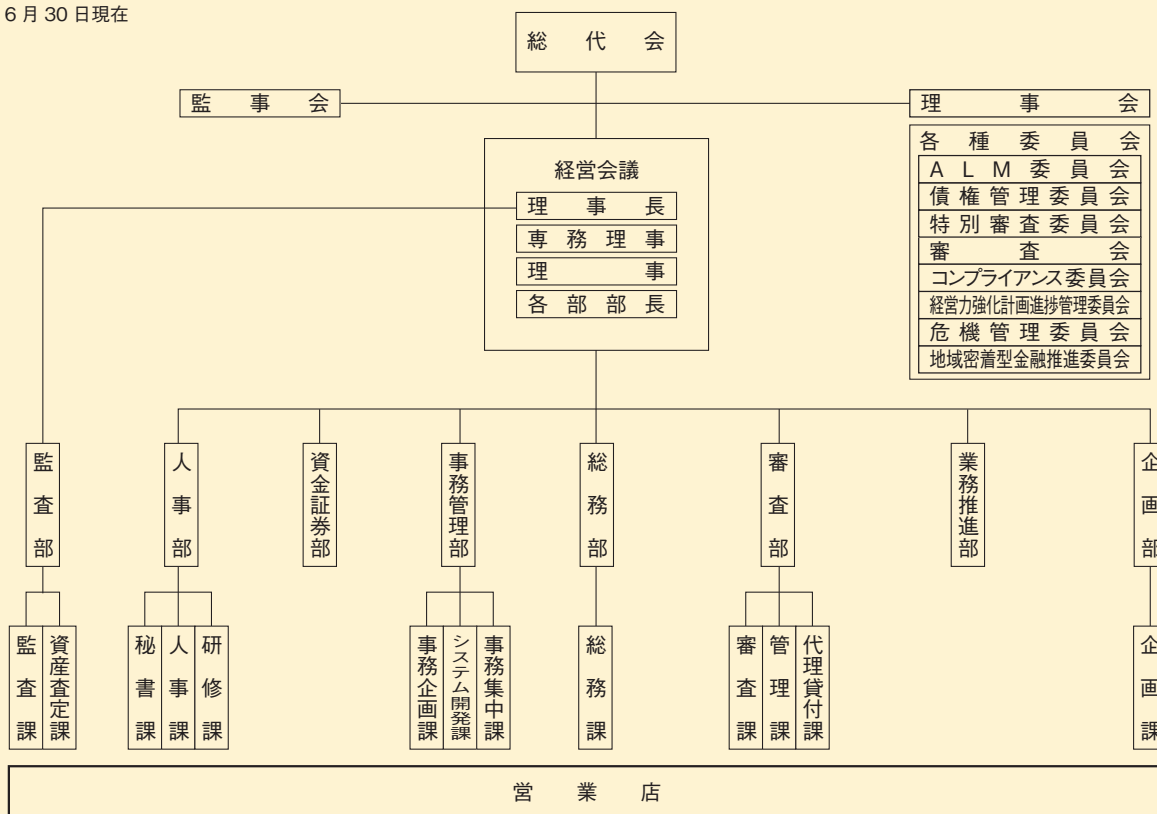 6月30日現在
総代会
監事会
理事会
各種委員会
ALM委員会
債権管理委員会
特別審査委員会
審査会
コンプライアンス委員会
経営力強化計画進捗管理委員会
危機管理委員会
地域密着型金融推進委員会
経営会議
理事長
専務理事
理事
各部部長
監査部
人事部
資金証券部
事務管理部
総務部
審査部
業務推進部
企画部
監査課
資産査定課
秘書課
人事課
研修課
事務企画課
システム開発課
事務集中課
総務課
審査課
管理課
代理貸付課
企画課
営業店